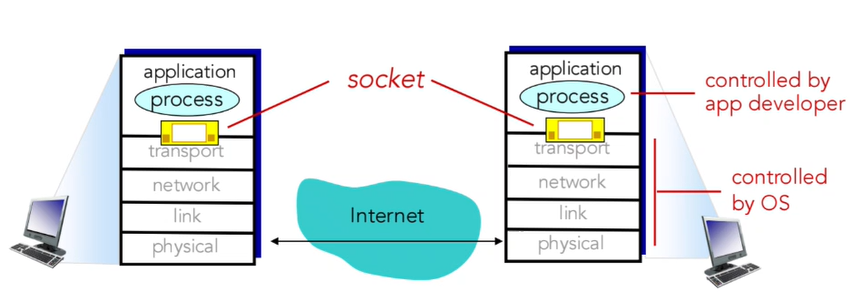 application
process
transport
network
link
physical
socket
Internet
application
process
transport
network
link
physical
controlled by
app developer
controlled
by OS